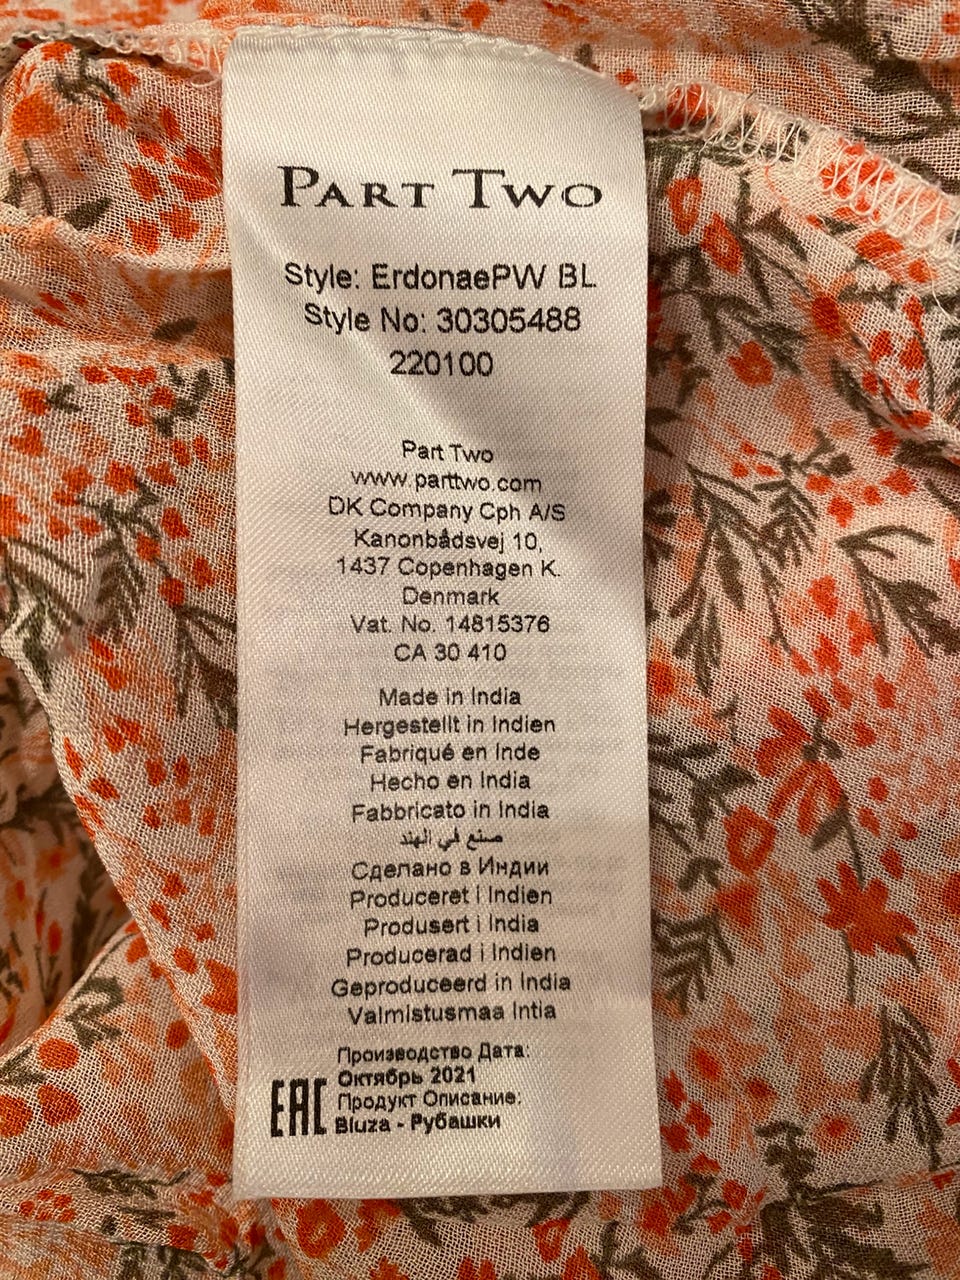 PART TWO
Style: ErdonaePW BL
Style No: 30305488
220100
Part Two
www.parttwo.com
DK Company Cph A/S
Kanonbådsvej 10,
1437 Copenhagen K.
Denmark
Vat. No. 14815376
CA 30 410
Made in India
Hergestellt in Indien
Fabriqué en Inde
Hecho en India
Fabbricato in India
صنع في الهند
Сделано в Индии
Produceret i Indien
Produsert i India
Producerad i Indien
Geproduceerd in India
Valmistusmaa Intia
Производство Дата:
Октябрь 2021
Продукт Описание:
Bluza - Рубашки
EAC